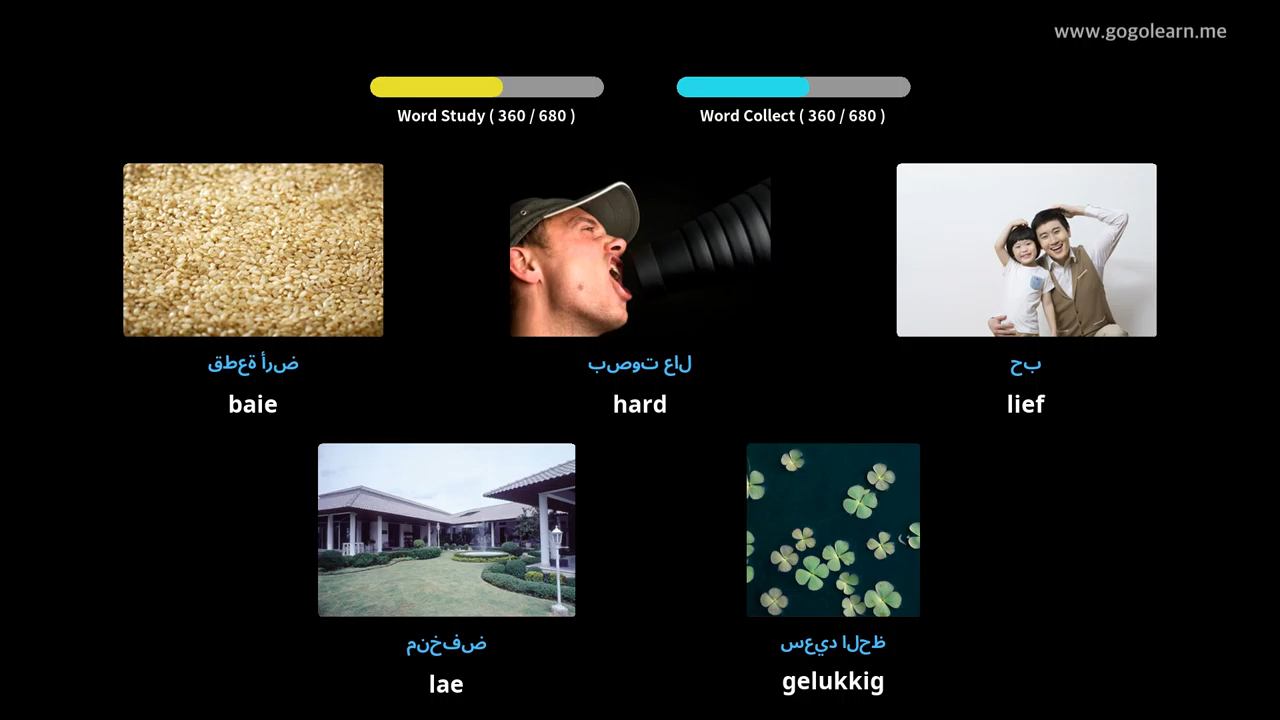 www.gogolearn.me
Word Study ( 360 / 680 )
Word Collect ( 360 / 680 )
قطعة أرض
baie
بصوت عال
hard
حب
lief
منخفض
lae
سعيد الحظ
gelukkig